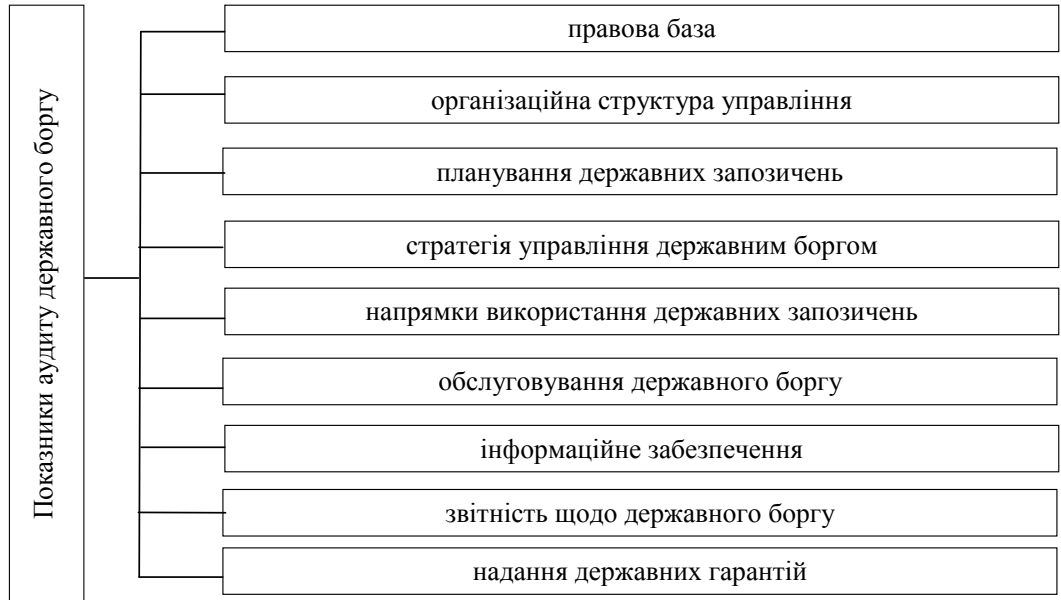 Показники аудиту державного боргу
правова база
організаційна структура управління
планування державних запозичень
стратегія управління державним боргом
напрямки використання державних запозичень
обслуговування державного боргу
інформаційне забезпечення
звітність щодо державного боргу
надання державних гарантій